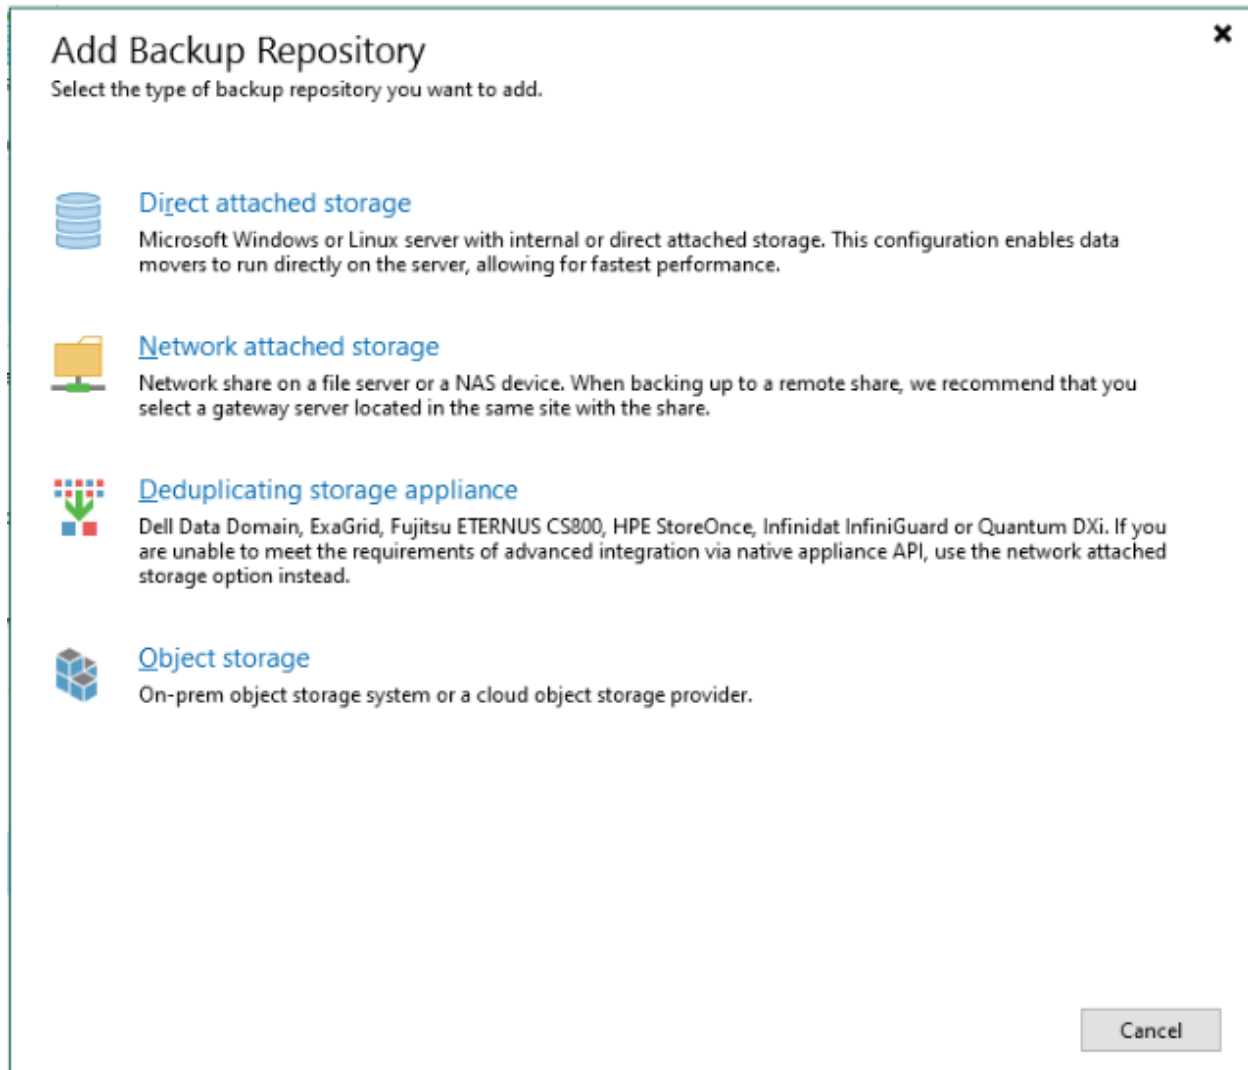 Add Backup Repository
Select the type of backup repository you want to add.
Direct attached storage
Microsoft Windows or Linux server with internal or direct attached storage. This configuration enables data
movers to run directly on the server, allowing for fastest performance.
Network attached storage
Network share on a file server or a NAS device. When backing up to a remote share, we recommend that you
select a gateway server located in the same site with the share.
Deduplicating storage appliance
Dell Data Domain, ExaGrid, Fujitsu ETERNUS CS800, HPE StoreOnce, Infinidat InfiniGuard or Quantum DXi. If you
are unable to meet the requirements of advanced integration via native appliance API, use the network attached
storage option instead.
Object storage
On-prem object storage system or a cloud object storage provider.
Cancel